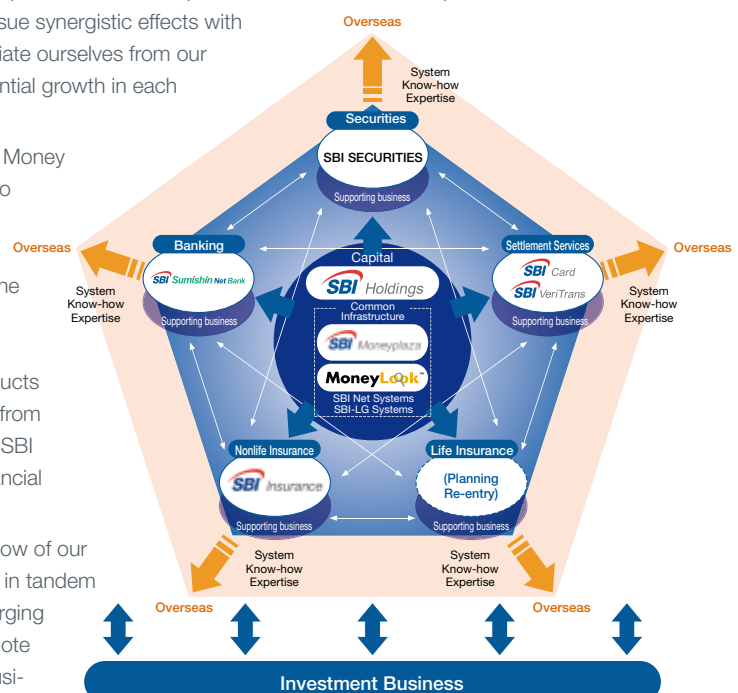 sue synergistic effects with
iate ourselves from our
ntial growth in each
Money
o
ne
ucts
from
SBI
ncial
ow of our
in tandem
rging
ote
usi-
Overseas
System
Know-how
Expertise
Securities
SBI SECURITIES
Supporting business
Overseas
Banking
SBI Sumishin Net Bank
Supporting business
System
Know-how
Expertise
Settlement Services
SBI Card
SBI VeriTrans
Supporting business
Overseas
System
Know-how
Expertise
Capital
SBI Holdings
Common
Infrastructure
SBI Moneyplaza
MoneyLook™
SBI Net Systems
SBI-LG Systems
Nonlife Insurance
SBI Insurance
Supporting business
Life Insurance
(Planning
Re-entry)
Supporting business
System
Know-how
Expertise
Overseas
System
Know-how
Expertise
Overseas
Investment Business